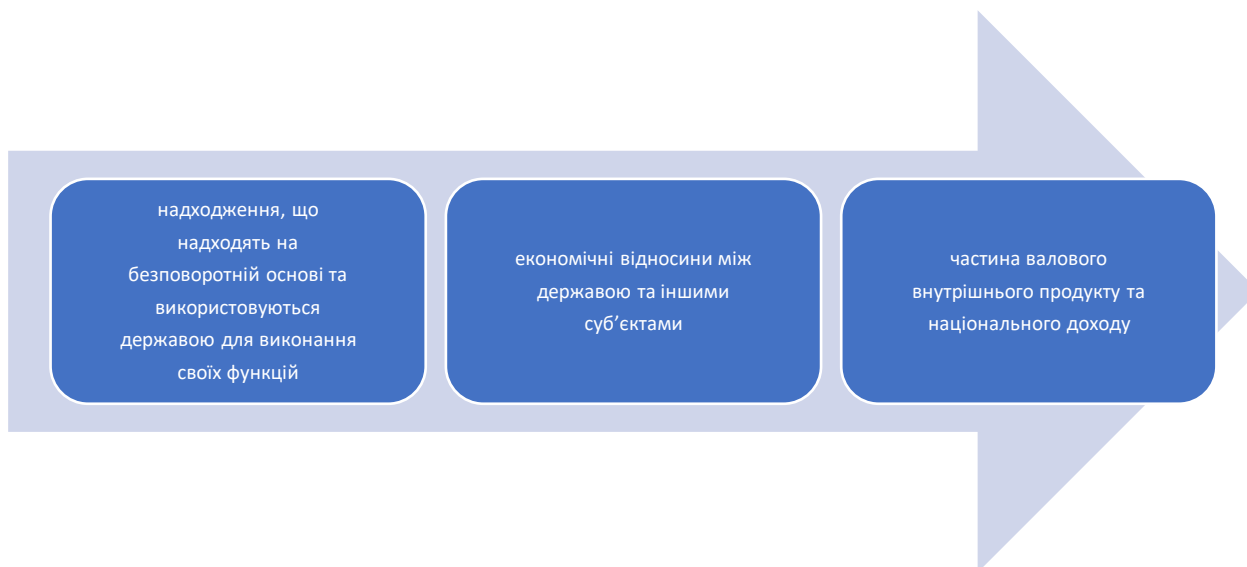 надходження, що
надходять на
безповоротній основі та
використовуються
державою для виконання
своїх функцій
економічні відносини між
державою та іншими
суб’єктами
частина валового
внутрішнього продукту та
національного доходу